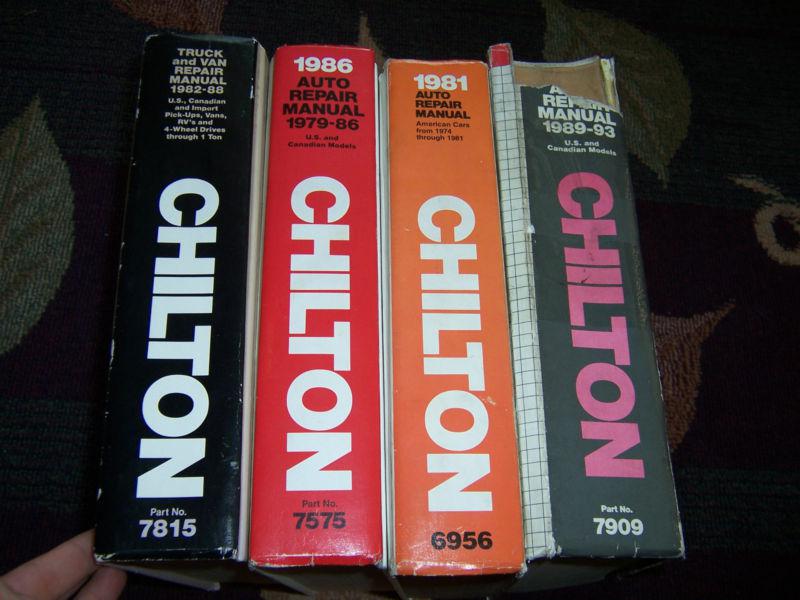 TRUCK
and VAN
REPAIR
MANUAL
1982-88
U.S., Canadian
and Import
Pick-Ups, Vans,
RV's and
4-Wheel Drives
through 1 Ton
CHILTON
Part No.
7815
1986
AUTO
REPAIR
MANUAL
1979-86
U.S. and
Canadian Models
CHILTON
Part No.
7575
1981
AUTO
REPAIR
MANUAL
American Cars
from 1974
through 1981
CHILTON
6956
REPAIR
MANUAL
1989-93
U.S. and
Canadian Models
CHILTON
Part No.
7909